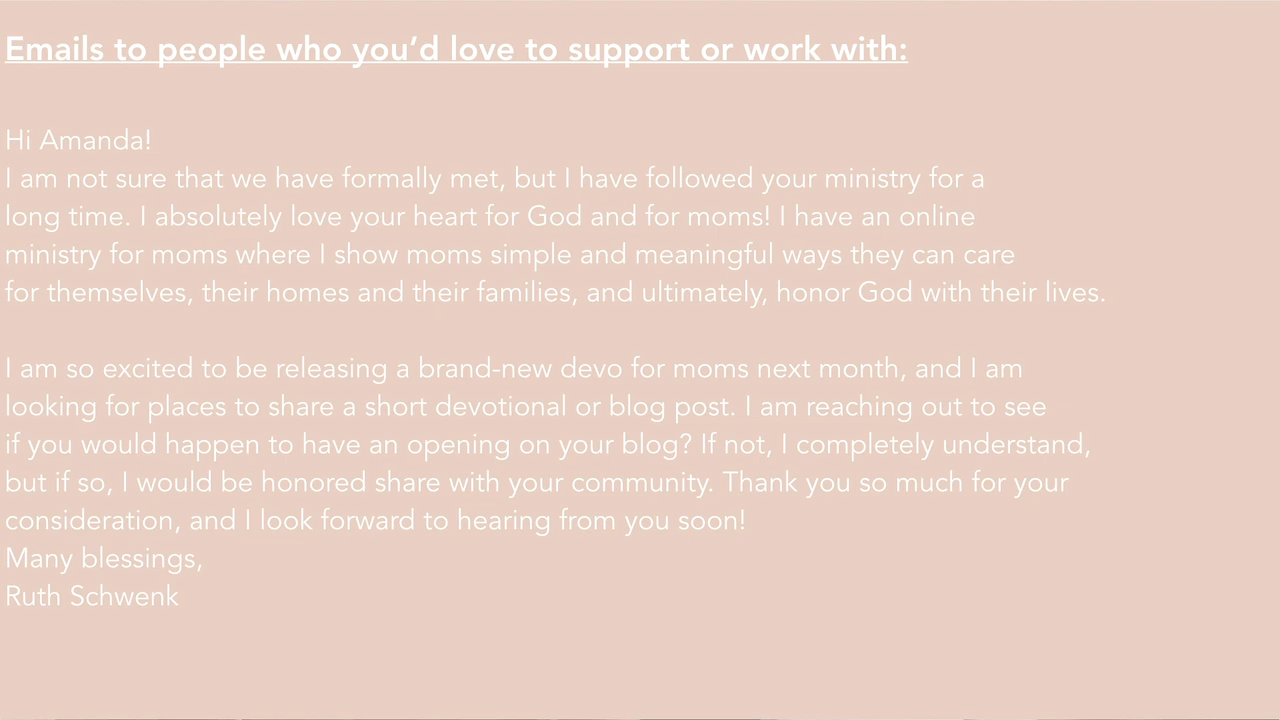 Emails to people who you’d love to support or work with:
Hi Amanda!
I am not sure that we have formally met, but I have followed your ministry for a
long time. I absolutely love your heart for God and for moms! I have an online
ministry for moms where I show moms simple and meaningful ways they can care
for themselves, their homes and their families, and ultimately, honor God with their lives.
I am so excited to be releasing a brand-new devo for moms next month, and I am
looking for places to share a short devotional or blog post. I am reaching out to see
if you would happen to have an opening on your blog? If not, I completely understand,
but if so, I would be honored share with your community. Thank you so much for your
consideration, and I look forward to hearing from you soon!
Many blessings,
Ruth Schwenk